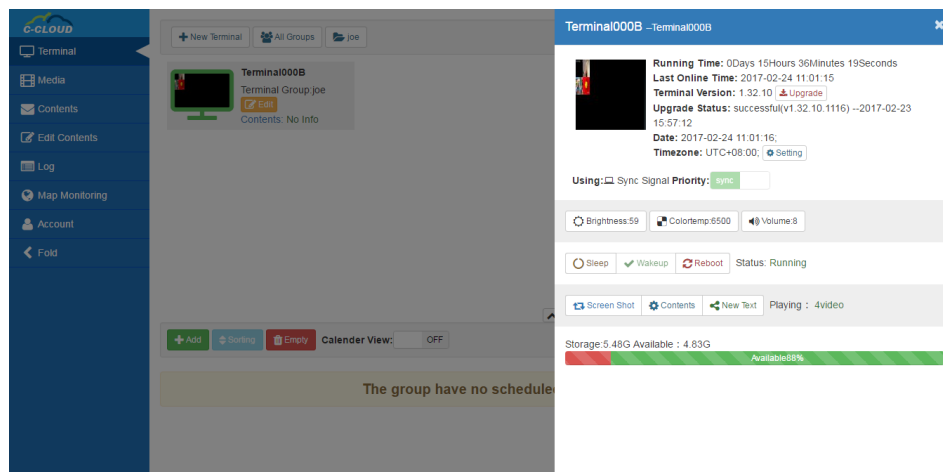 C-CLOUD
Terminal
Media
Contents
Edit Contents
Log
Map Monitoring
Account
Fold
New Terminal
All Groups
joe
Terminal000B
Terminal Group:joe
Edit
Contents: No Info
Add
Sorting
Empty
Calender View:
OFF
The group have no schedule
Terminal000B --Terminal000B
Running Time: 0Days 15Hours 36Minutes 19Seconds
Last Online Time: 2017-02-24 11:01:15
Terminal Version: 1.32.10 Upgrade
Upgrade Status: successful(v1.32.10.1116) --2017-02-23
15:57:12
Date: 2017-02-24 11:01:16;
Timezone: UTC+08:00; Setting
Using: Sync Signal Priority: sync
Brightness:59 Colortemp:6500 Volume:8
Sleep Wakeup Reboot Status: Running
Screen Shot Contents New Text Playing : 4video
Storage:5.48G Available : 4.83G
Available88%